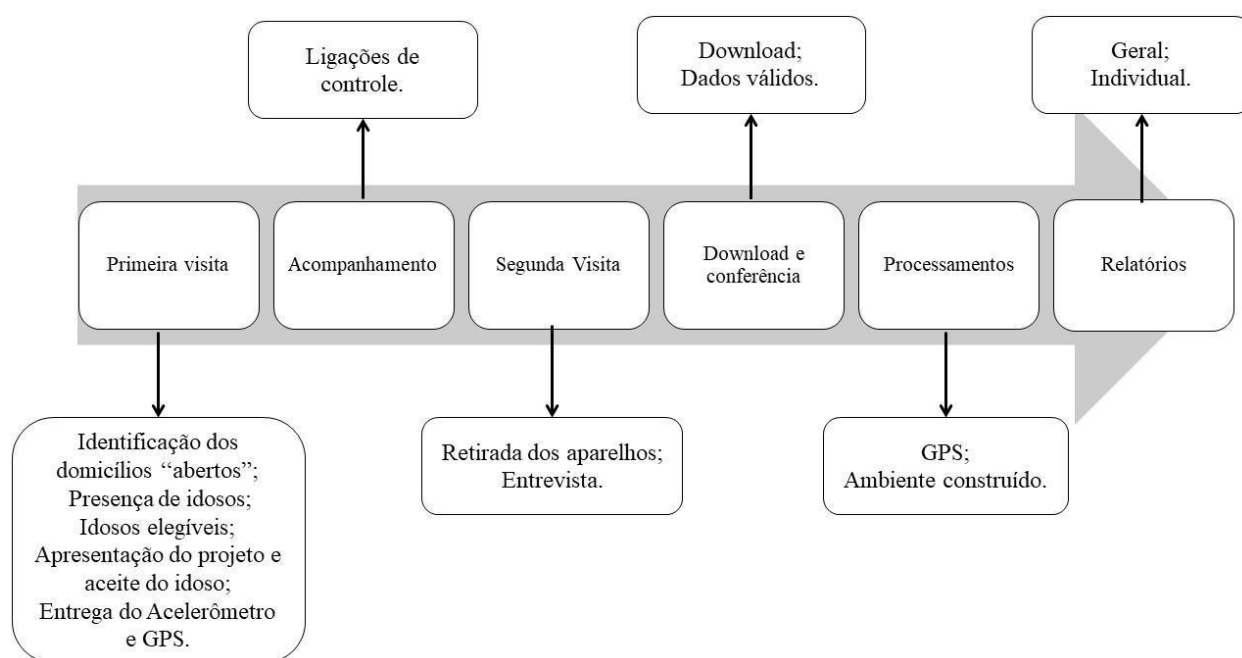 Ligações de
controle.
Download;
Dados válidos.
Geral;
Individual.
Primeira visita
Acompanhamento
Segunda Visita
Download e
conferência
Processamentos
Relatórios
Identificação dos
domicílios “abertos”;
Presença de idosos;
Idosos elegíveis;
Apresentação do projeto e
aceite do idoso;
Entrega do Acelerômetro
e GPS.
Retirada dos aparelhos;
Entrevista.
GPS;
Ambiente construído.